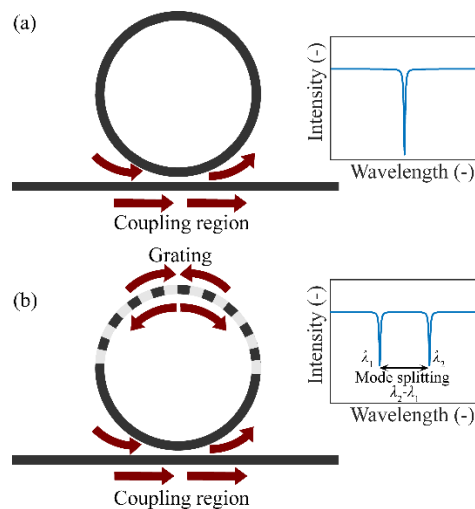 (a)
Intensity (-)
Wavelength (-)
Coupling region
Grating
(b)
Intensity (-)
λ1
λ2
Mode splitting
λ2-λ1
Wavelength (-)
Coupling region